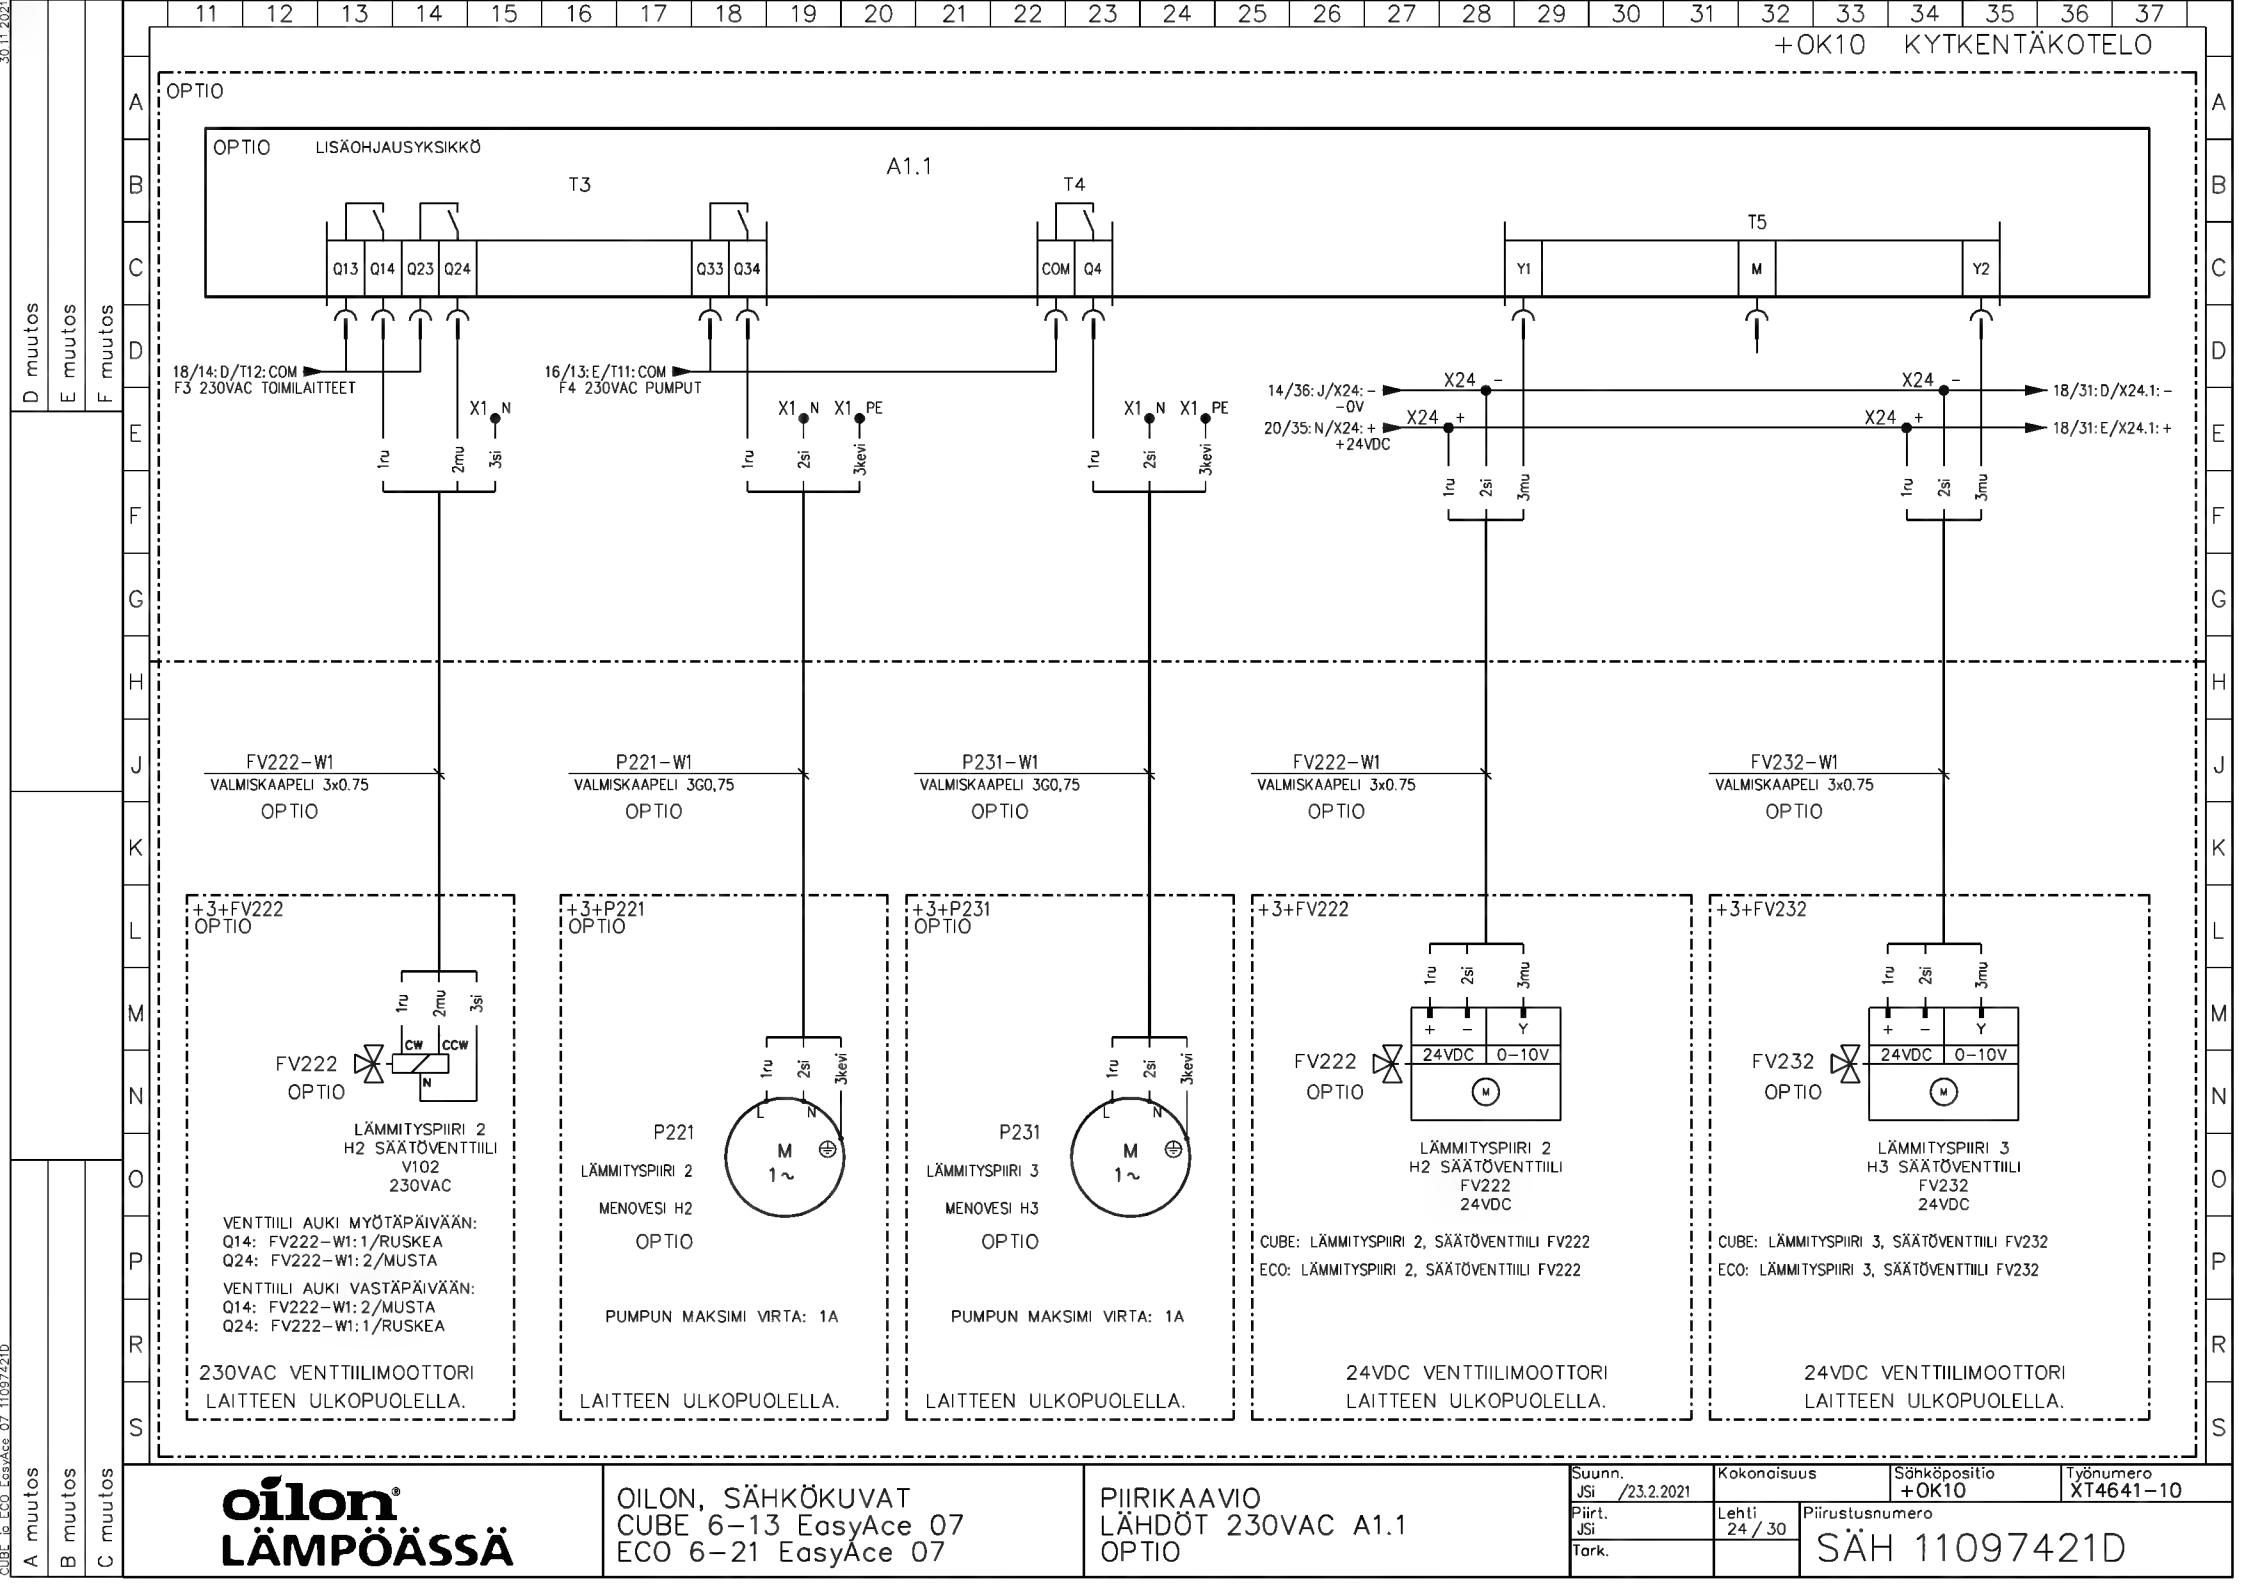 11 12 13 14 15 16 17 18 19 20 21 22 23 24 25 26 27 28 29 30 31 32 33 34 35 36 37
+OK10 KYTKENTÄKOTELO
30.11.2021
A
OPTIO
A
OPTIO LISÄOHJAUSYKSIKKÖ
A1.1
B
T3
T4
B
T5
C
Q13 Q14 Q23 Q24
Q33 Q34
COM Q4
Y1
M
Y2
C
D
18/14:D/T12:COM
F3 230VAC TOIMILAITTEET
16/13:E/T11:COM
F4 230VAC PUMPUT
D
14/36:J/X24:-
-0V
X24 -
X24 -
18/31:D/X24.1:-
20/35:N/X24:+
+24VDC
X24 +
X24 +
18/31:E/X24.1:+
E
X1 N
X1 N X1 PE
X1 N X1 PE
E
1ru 2mu 3si
1ru 2si 3kevi
1ru 2si 3kevi
1ru 2si 3mu
1ru 2si 3mu
F
F
G
G
H
H
J
FV222-W1
VALMISKAAPELI 3x0.75
OPTIO
P221-W1
VALMISKAAPELI 3G0,75
OPTIO
P231-W1
VALMISKAAPELI 3G0,75
OPTIO
FV222-W1
VALMISKAAPELI 3x0.75
OPTIO
FV232-W1
VALMISKAAPELI 3x0.75
OPTIO
J
K
K
L
L
M
M
N
N
O
O
P
P
R
R
S
S
+3+FV222
OPTIO
1ru 2mu 3si
CW CCW
N
FV222
OPTIO
LÄMMITYSPIIRI 2
H2 SÄÄTÖVENTTIILI
V102
230VAC
VENTTIILI AUKI MYÖTÄPÄIVÄÄN:
Q14: FV222-W1:1/RUSKEA
Q24: FV222-W1:2/MUSTA
VENTTIILI AUKI VASTÄPÄIVÄÄN:
Q14: FV222-W1:2/MUSTA
Q24: FV222-W1:1/RUSKEA
230VAC VENTTIILIMOOTTORI
LAITTEEN ULKOPUOLELLA.
+3+P221
OPTIO
1ru 2si 3kevi
L N
M
1~
P221
LÄMMITYSPIIRI 2
MENOVESI H2
OPTIO
PUMPUN MAKSIMI VIRTA: 1A
LAITTEEN ULKOPUOLELLA.
+3+P231
OPTIO
1ru 2si 3kevi
L N
M
1~
P231
LÄMMITYSPIIRI 3
MENOVESI H3
OPTIO
PUMPUN MAKSIMI VIRTA: 1A
LAITTEEN ULKOPUOLELLA.
+3+FV222
1ru 2si 3mu
+ - Y
24VDC 0-10V
M
FV222
OPTIO
LÄMMITYSPIIRI 2
H2 SÄÄTÖVENTTIILI
FV222
24VDC
CUBE: LÄMMITYSPIIRI 2, SÄÄTÖVENTTIILI FV222
ECO: LÄMMITYSPIIRI 2, SÄÄTÖVENTTIILI FV222
24VDC VENTTIILIMOOTTORI
LAITTEEN ULKOPUOLELLA.
+3+FV232
1ru 2si 3mu
+ - Y
24VDC 0-10V
M
FV232
OPTIO
LÄMMITYSPIIRI 3
H3 SÄÄTÖVENTTIILI
FV232
24VDC
CUBE: LÄMMITYSPIIRI 3, SÄÄTÖVENTTIILI FV232
ECO: LÄMMITYSPIIRI 3, SÄÄTÖVENTTIILI FV232
24VDC VENTTIILIMOOTTORI
LAITTEEN ULKOPUOLELLA.
D muutos
E muutos
F muutos
A muutos
B muutos
C muutos
CUBE ja ECO EasyAce 07 11097421D
oilon®
LÄMPÖÄSSÄ
OILON, SÄHKÖKUVAT
CUBE 6-13 EasyAce 07
ECO 6-21 EasyAce 07
PIIRIKAAVIO
LÄHDÖT 230VAC A1.1
OPTIO
Suunn.
JSi /23.2.2021
Piirt.
JSi
Tark.
Kokonaisuus
Sähköpositio
+OK10
Työnumero
XT4641-10
Lehti
24/30
Piirustusnumero
SÄH 11097421D